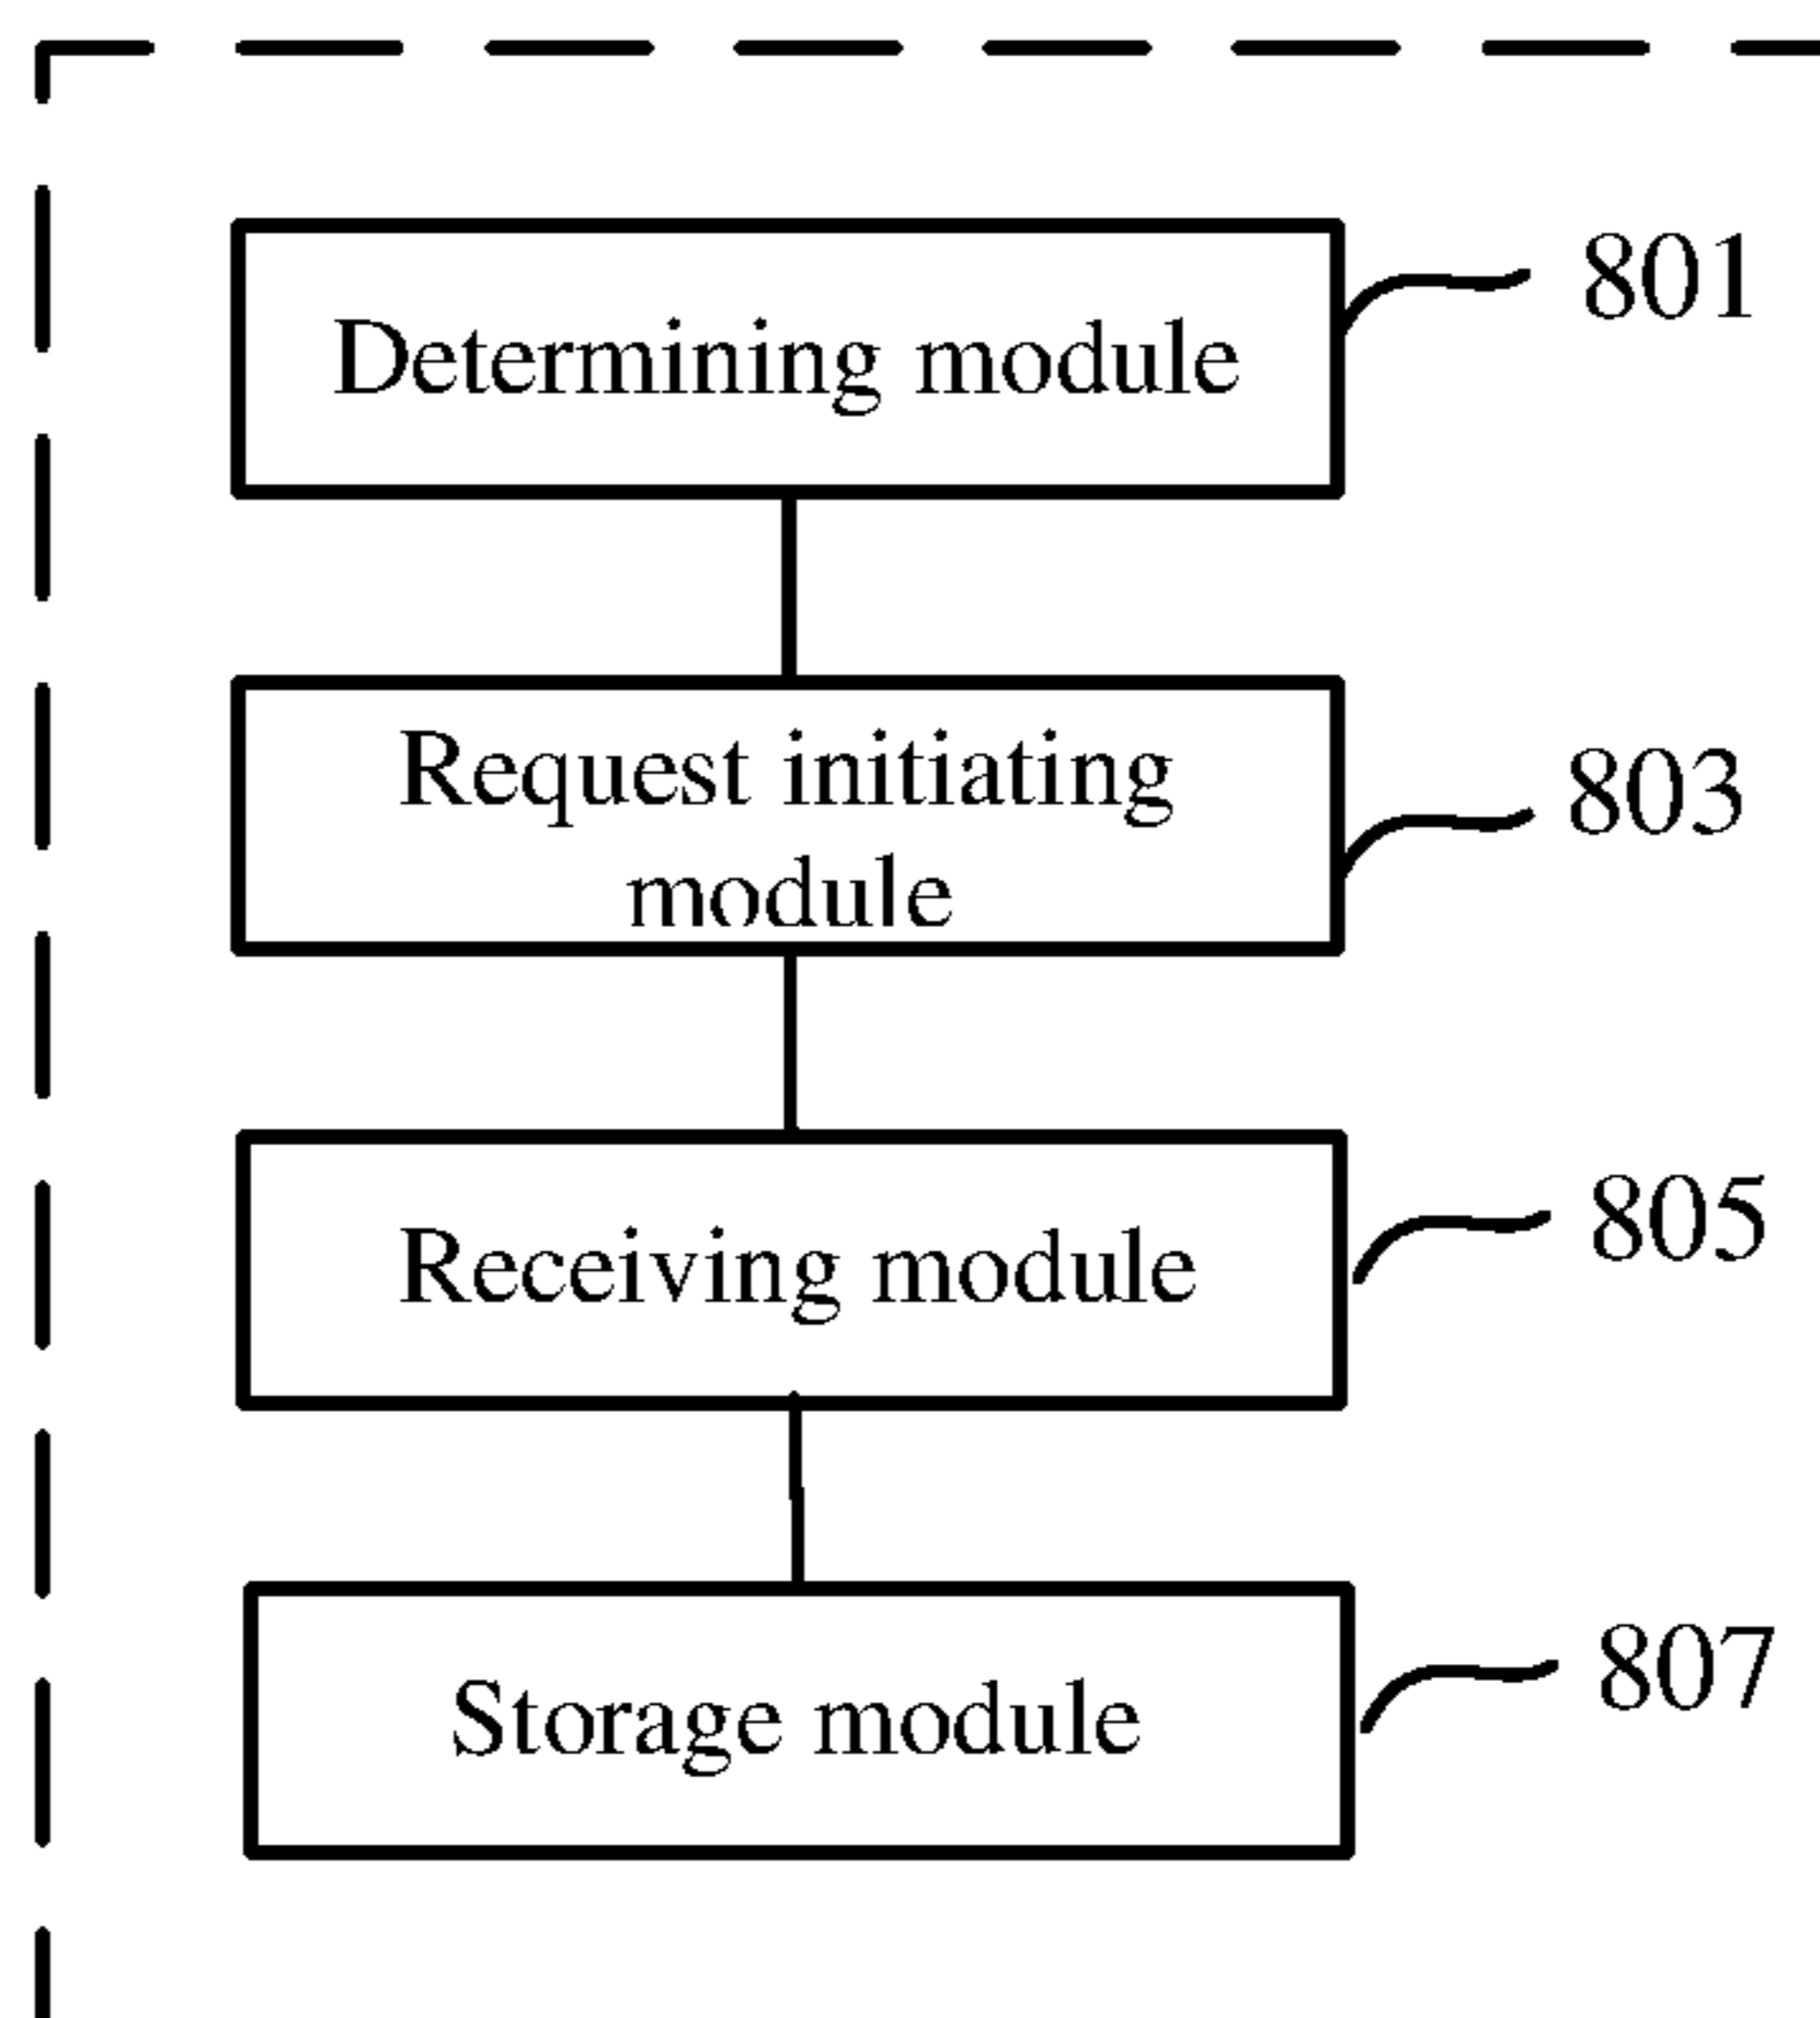 801
Determining module
Request initiating
803
module
805
Receiving module
807
Storage module